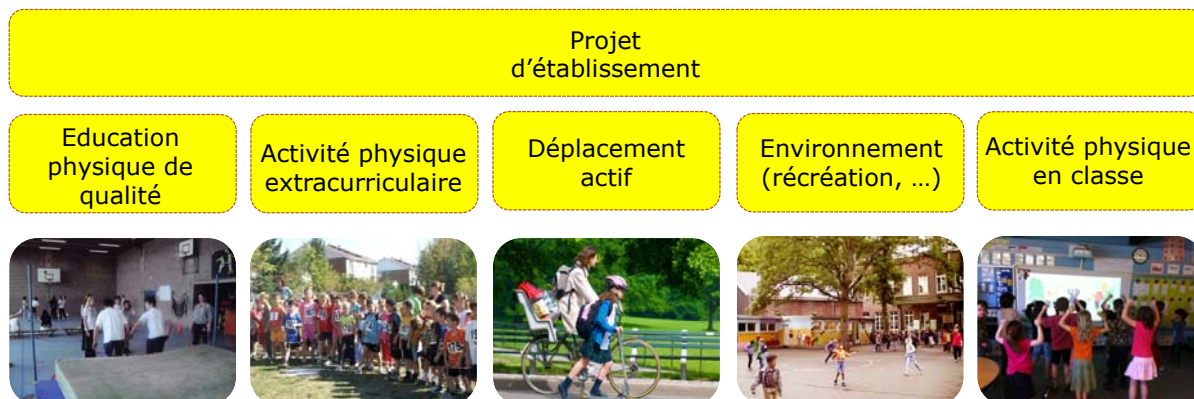 Projet
d'établissement
Education
physique de
qualité
Activité physique
extracurriculaire
Déplacement
actif
Environnement
(récréation, …)
Activité physique
en classe